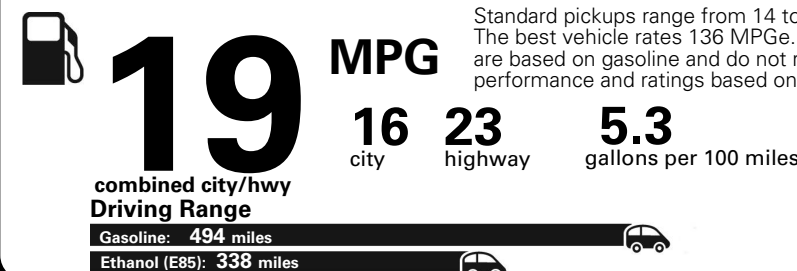 Standard pickups range from 14 to
The best vehicle rates 136 MPGe.
are based on gasoline and do not
performance and ratings based on
19 MPG
16 23 5.3
city highway gallons per 100 miles
combined city/hwy
Driving Range
Gasoline: 494 miles
Ethanol (E85): 338 miles